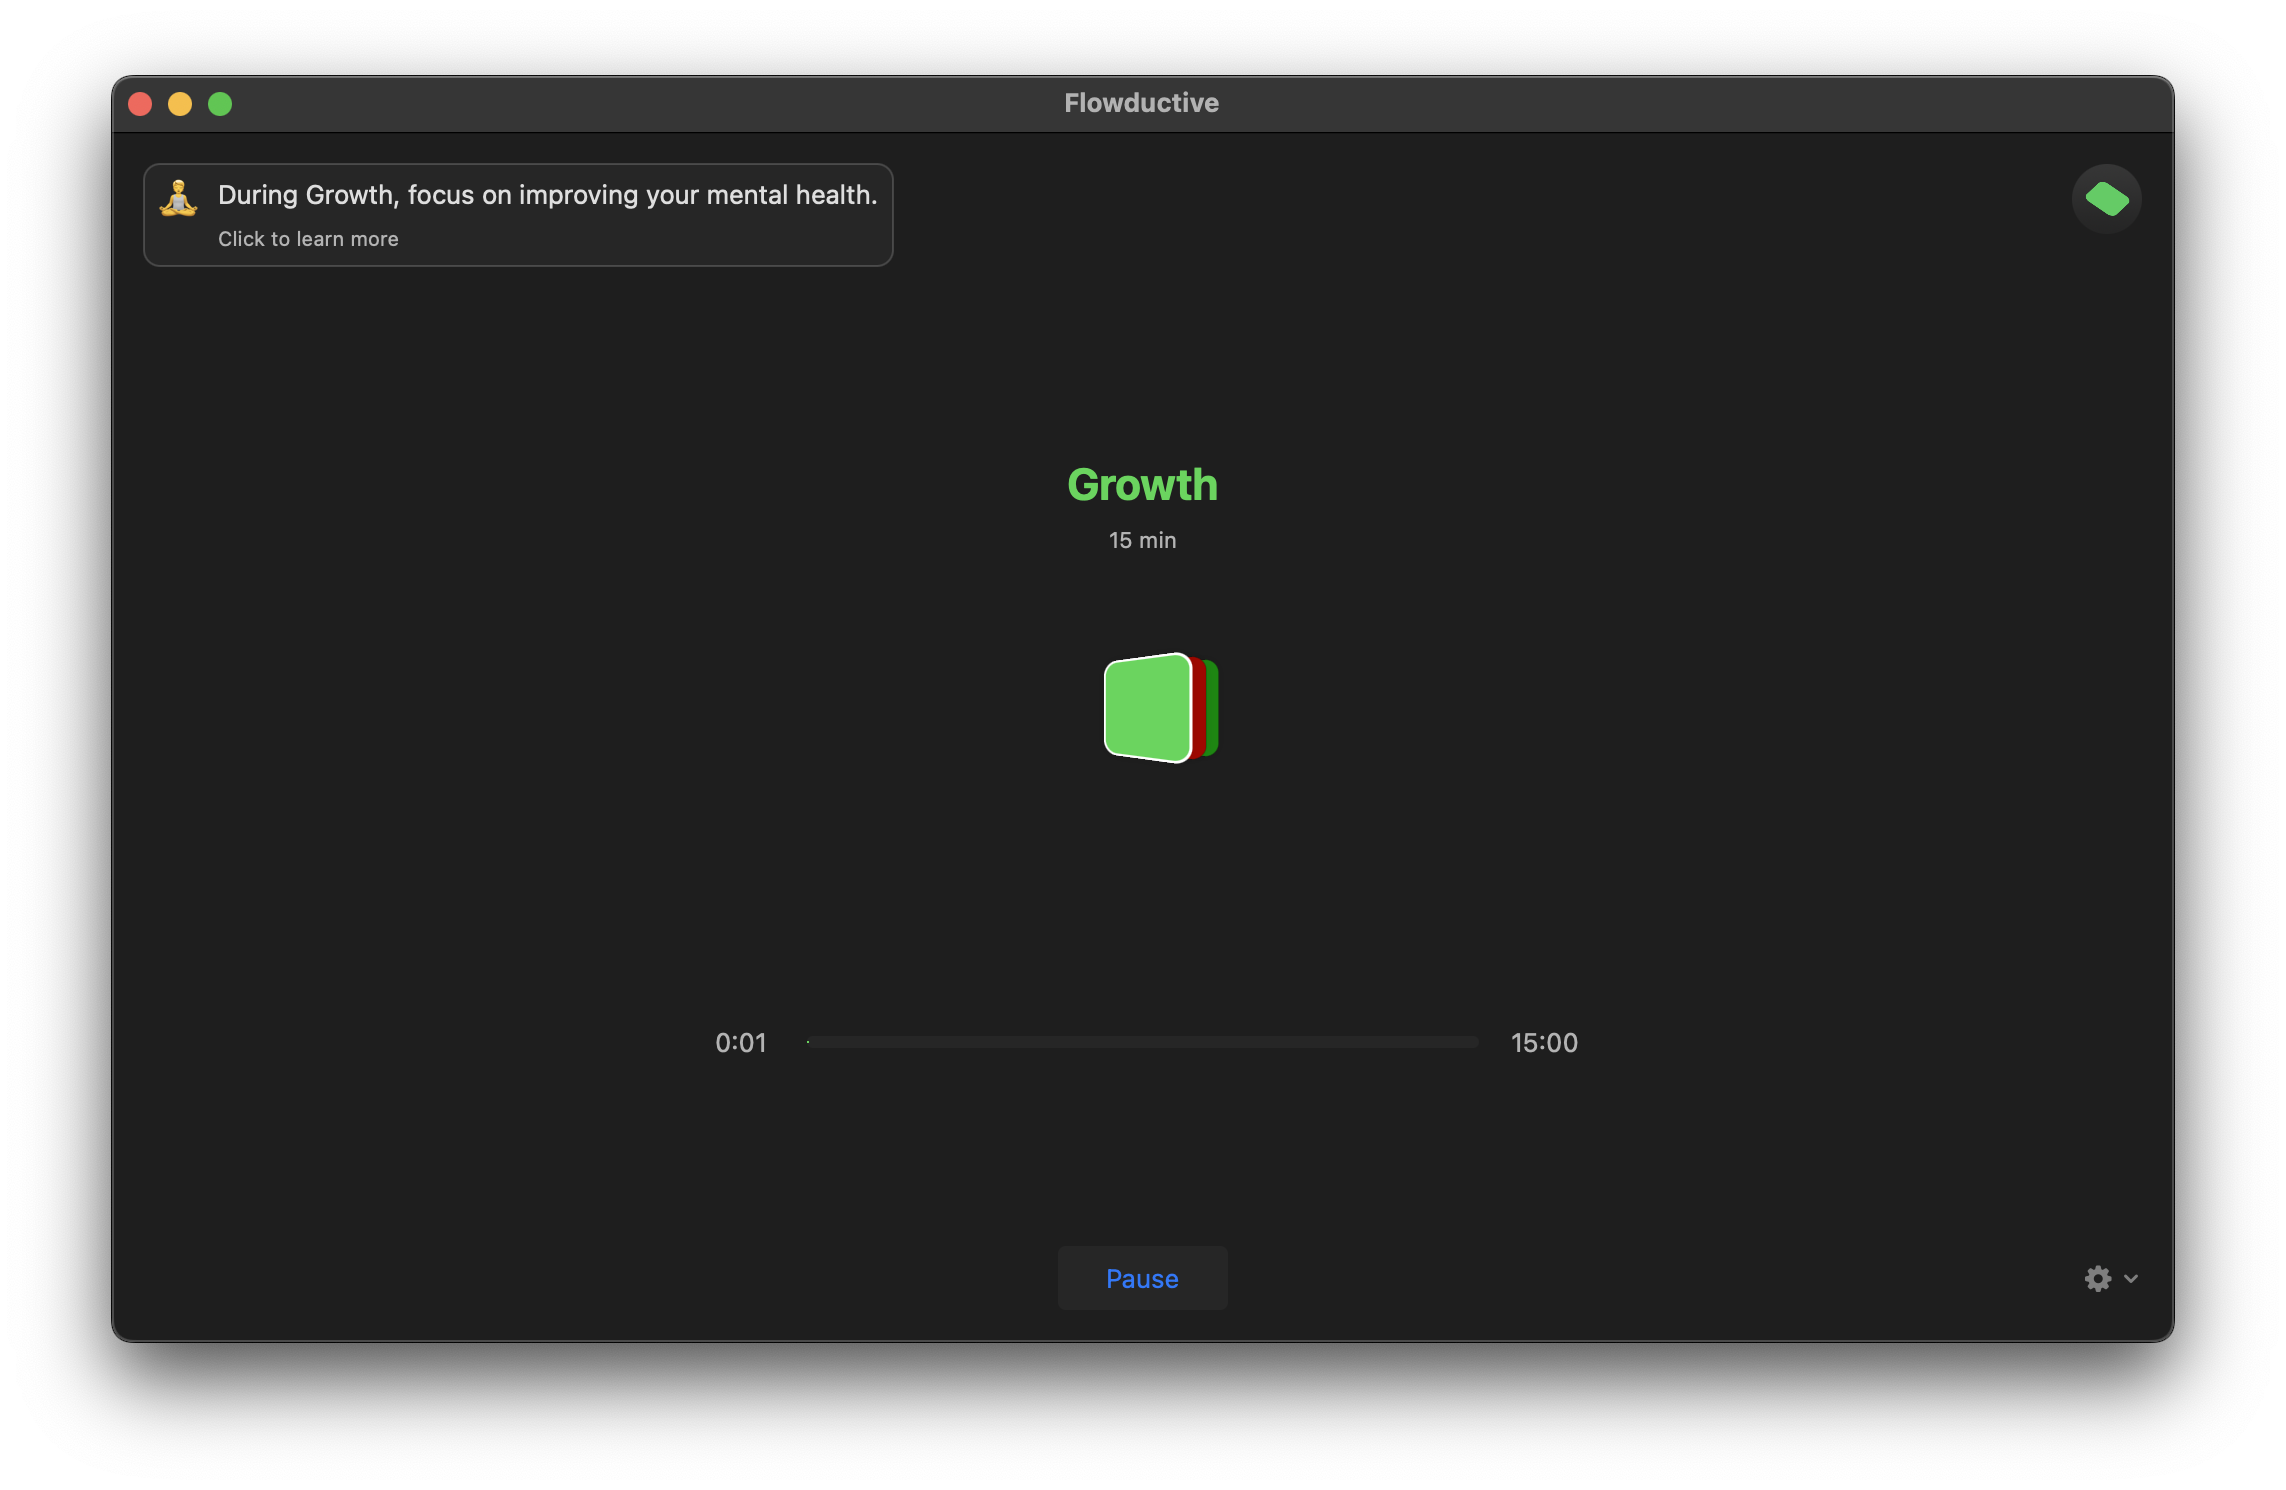 Flowductive
During Growth, focus on improving your mental health.
Click to learn more
Growth
15 min
0:01
15:00
Pause